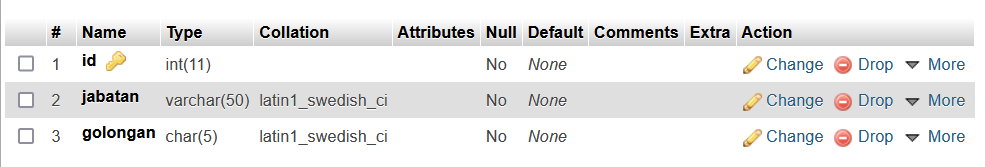 # Name Type Collation Attributes Null Default Comments Extra Action
1 id int(11) No None Change Drop More
2 jabatan varchar(50) latin1_swedish_ci No None Change Drop More
3 golongan char(5) latin1_swedish_ci No None Change Drop More